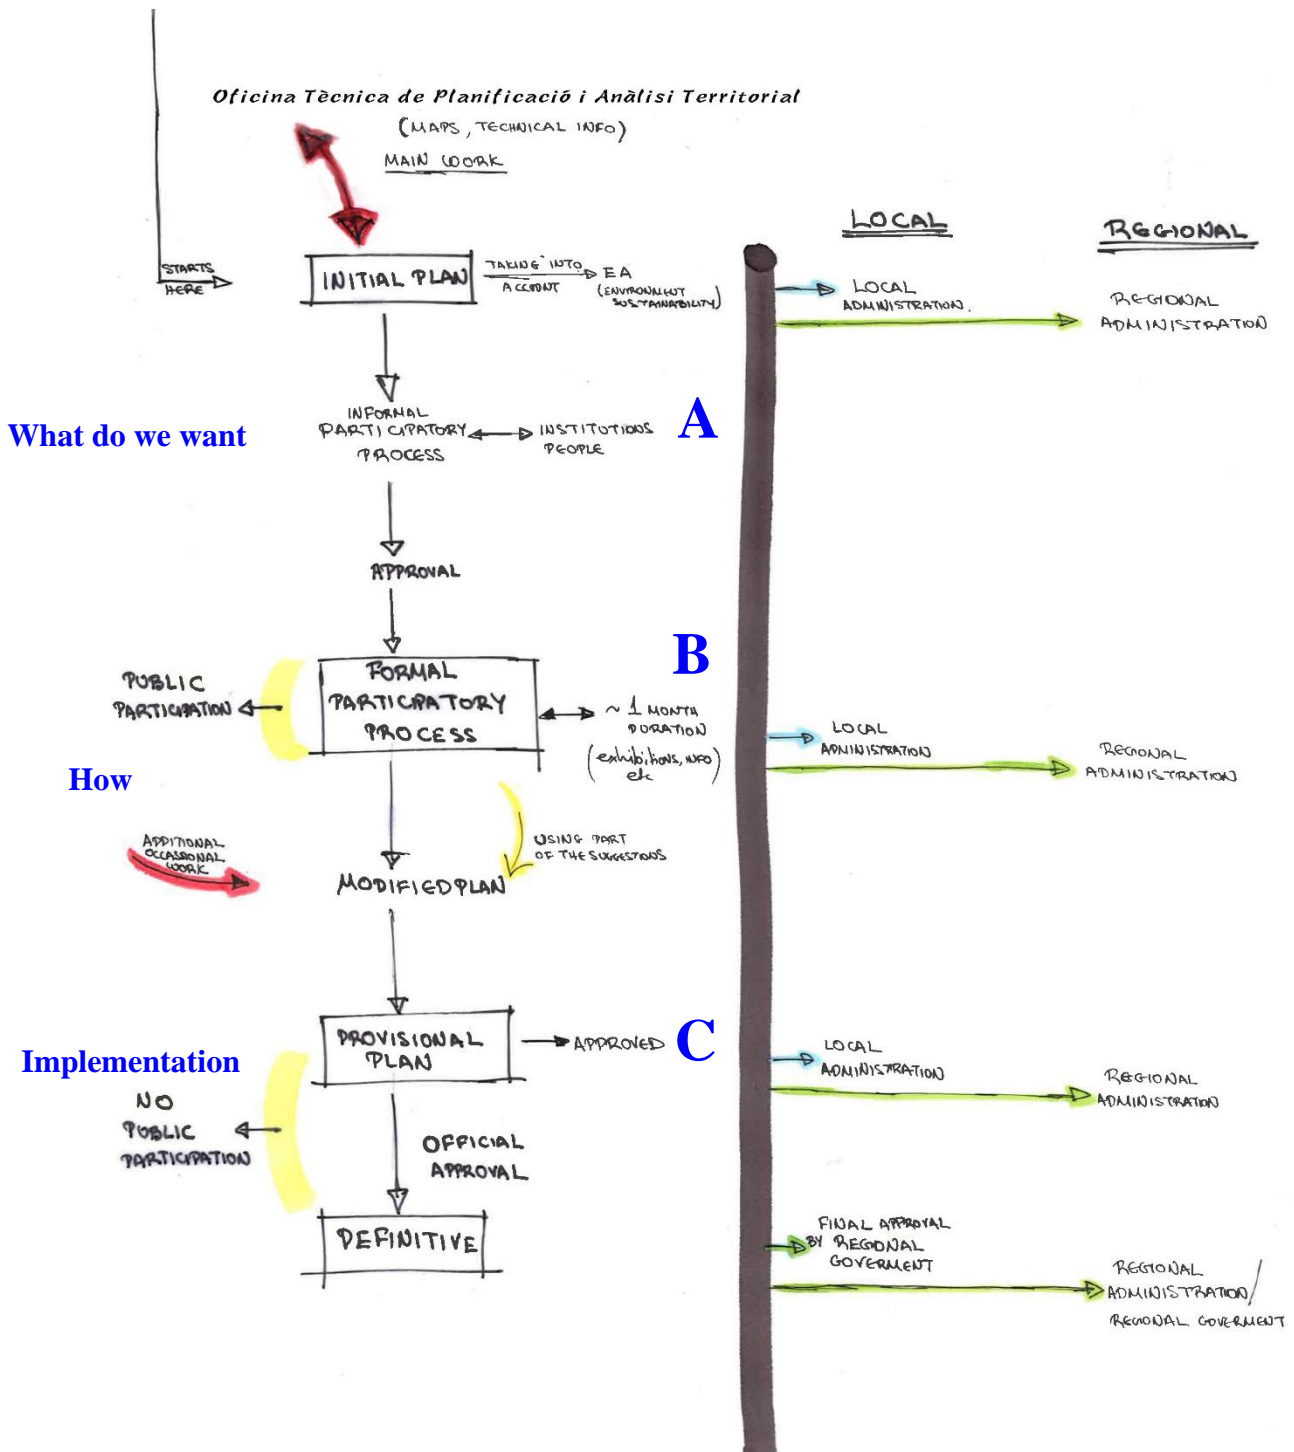 Oficina Tècnica de Planificació i Anàlisi Territorial
(MAPS, TECHNICAL INFO)
MAIN WORK
LOCAL
REGIONAL
STARTS
HERE
INITIAL PLAN
TAKING INTO
ACCOUNT
EA
(ENVIRONMENT
SUSTAINABILITY)
LOCAL
ADMINISTRATION.
REGIONAL
ADMINISTRATION
What do we want
INFORMAL
PARTICIPATORY
PROCESS
INSTITUTIONS
PEOPLE
A
APPROVAL
B
PUBLIC
PARTICIPATION
FORMAL
PARTICIPATORY
PROCESS
~ 1 MONTH
DURATION
(exhibitions, INFO
etc)
LOCAL
ADMINISTRATION
REGIONAL
ADMINISTRATION
How
ADDITIONAL
OCCASSIONAL
WORK
USING PART
OF THE SUGGESTIONS
MODIFIED PLAN
PROVISIONAL
PLAN
APPROVED
C
LOCAL
ADMINISTRATION
REGIONAL
ADMINISTRATION
Implementation
NO
PUBLIC
PARTICIPATION
OFFICIAL
APPROVAL
DEFINITIVE
FINAL APPROVAL
BY REGIONAL
GOVERMENT
REGIONAL
ADMINISTRATION/
REGIONAL GOVERMENT